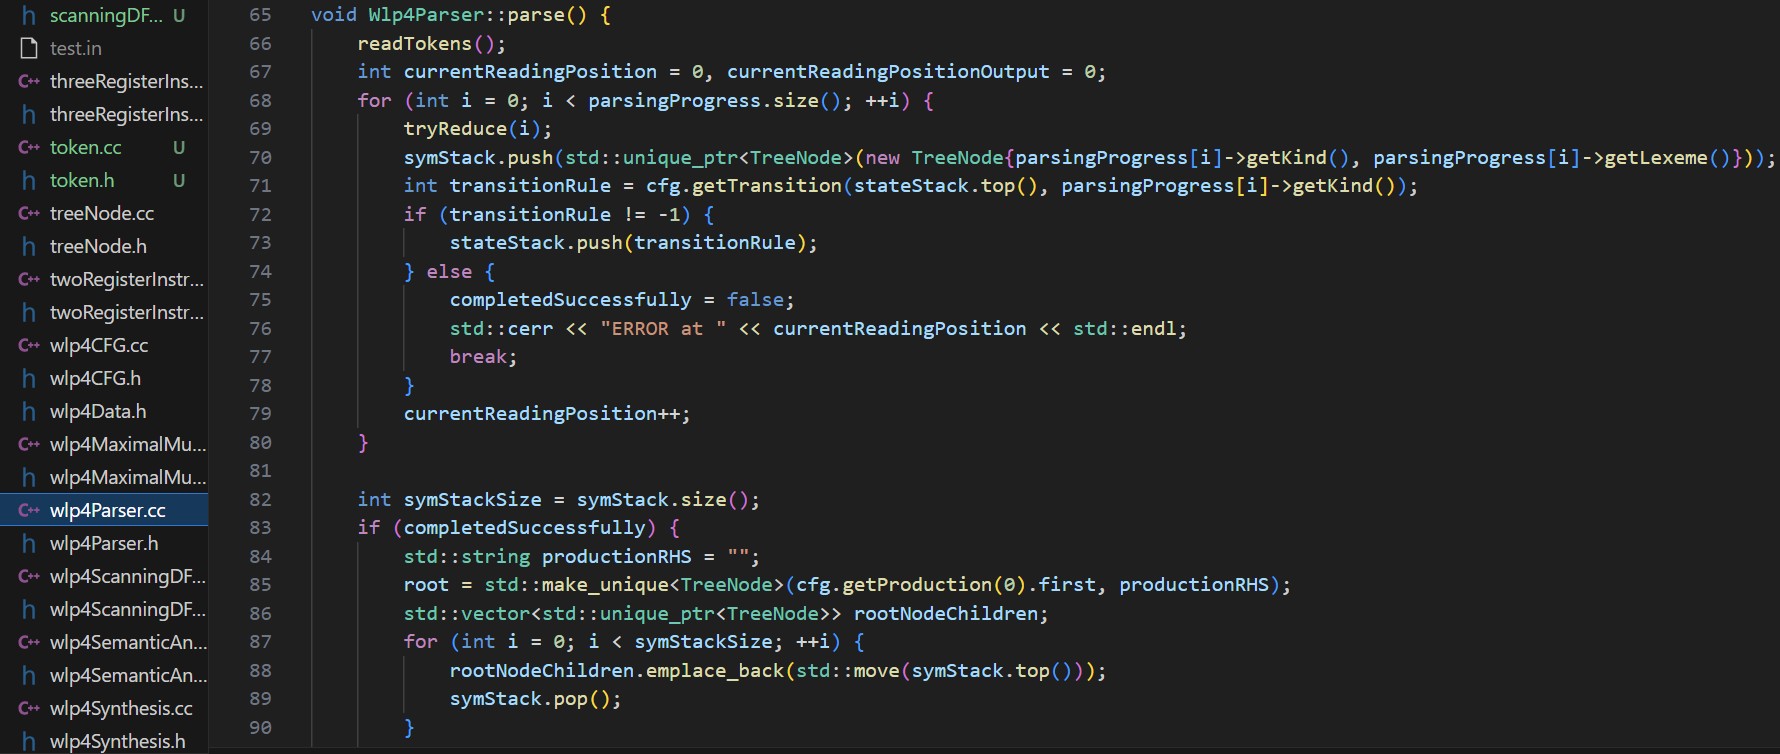 scanningDF... U
test.in
C++ threeRegisterIns...
h threeRegisterIns...
C++ token.cc U
h token.h U
C++ treeNode.cc
h treeNode.h
C++ twoRegisterInstr...
h twoRegisterInstr...
C++ wlp4CFG.cc
h wlp4CFG.h
h wlp4Data.h
C++ wlp4MaximalMu...
h wlp4MaximalMu...
C++ wlp4Parser.cc
h wlp4Parser.h
C++ wlp4ScanningDF...
h wlp4ScanningDF...
C++ wlp4SemanticAn...
h wlp4SemanticAn...
C++ wlp4Synthesis.cc
h wlp4Synthesis.h
65 void Wlp4Parser::parse() {
66     readTokens();
67     int currentReadingPosition = 0, currentReadingPositionOutput = 0;
68     for (int i = 0; i < parsingProgress.size(); ++i) {
69         tryReduce(i);
70         symStack.push(std::unique_ptr<TreeNode>(new TreeNode{parsingProgress[i]->getKind(), parsingProgress[i]->getLexeme()}));
71         int transitionRule = cfg.getTransition(stateStack.top(), parsingProgress[i]->getKind());
72         if (transitionRule != -1) {
73             stateStack.push(transitionRule);
74         } else {
75             completedSuccessfully = false;
76             std::cerr << "ERROR at " << currentReadingPosition << std::endl;
77             break;
78         }
79         currentReadingPosition++;
80     }
81
82     int symStackSize = symStack.size();
83     if (completedSuccessfully) {
84         std::string productionRHS = "";
85         root = std::make_unique<TreeNode>(cfg.getProduction(0).first, productionRHS);
86         std::vector<std::unique_ptr<TreeNode>> rootNodeChildren;
87         for (int i = 0; i < symStackSize; ++i) {
88             rootNodeChildren.emplace_back(std::move(symStack.top()));
89             symStack.pop();
90         }